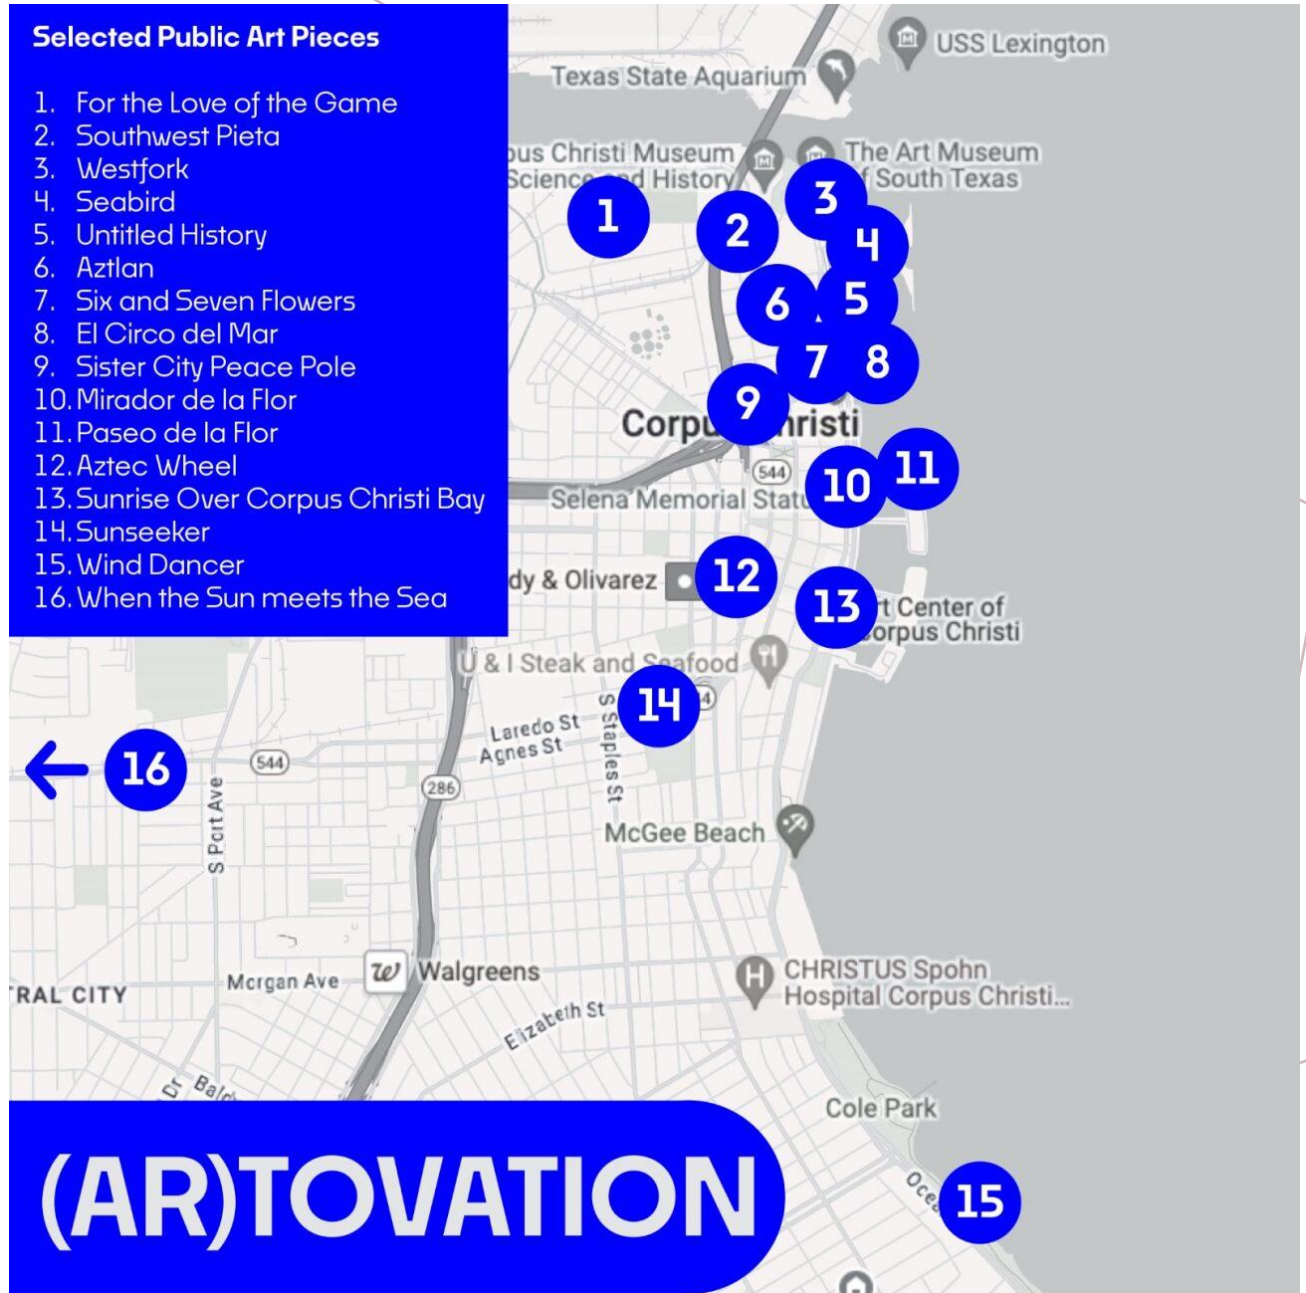 Selected Public Art Pieces
1. For the Love of the Game
2. Southwest Pieta
3. Westfork
4. Seabird
5. Untitled History
6. Aztlan
7. Six and Seven Flowers
8. El Circo del Mar
9. Sister City Peace Pole
10. Mirador de la Flor
11. Paseo de la Flor
12. Aztec Wheel
13. Sunrise Over Corpus Christi Bay
14. Sunseeker
15. Wind Dancer
16. When the Sun meets the Sea
USS Lexington
Texas State Aquarium
Christi Museum
Science and History
The Art Museum
South Texas
1
2
3
4
5
6
7
8
9
10
11
544
Selena Memorial
& Olivarez
12
13
Center of
Corpus Christi
U & I Steak and Seafood
14
S Staples St
Laredo St
Agnes St
16
544
286
S Port Ave
McGee Beach
Morgan Ave
Walgreens
CHRISTUS Spohn
Hospital Corpus Christi...
CITY
Elizabeth St
Dr
Cole Park
15
(AR)TOVATION